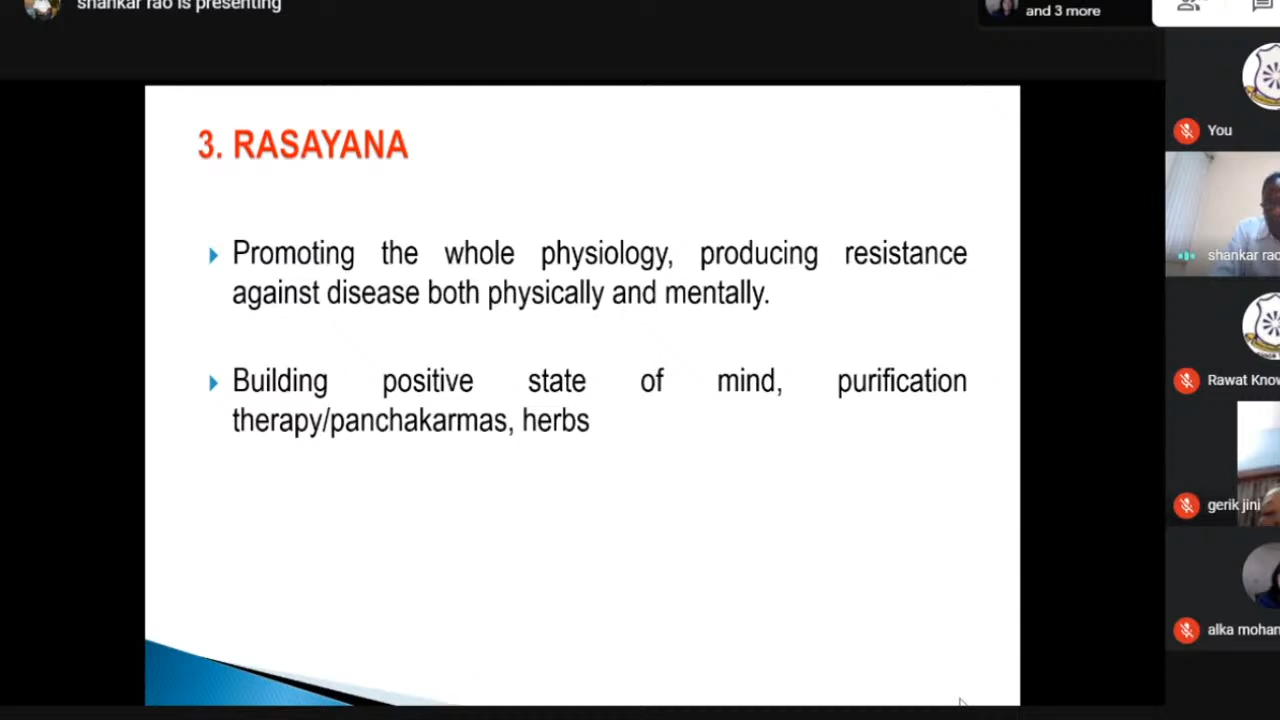 shankar rao is presenting
and 3 more
3. RASAYANA
Promoting the whole physiology, producing resistance
against disease both physically and mentally.
Building positive state of mind, purification
therapy/panchakarmas, herbs
You
shankar rao
Rawat Know
gerik jini
alka mohan